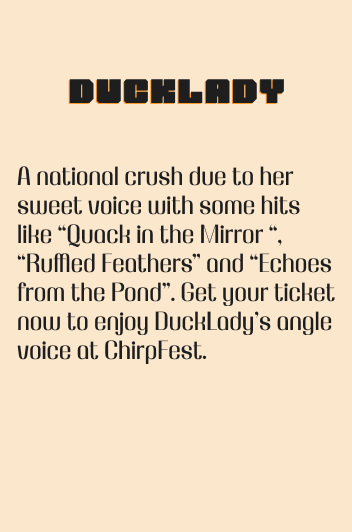 DUCKLADY
A national crush due to her
sweet voice with some hits
like “Quack in the Mirror “,
“Ruffled Feathers” and “Echoes
from the Pond”. Get your ticket
now to enjoy DuckLady’s angle
voice at ChirpFest.